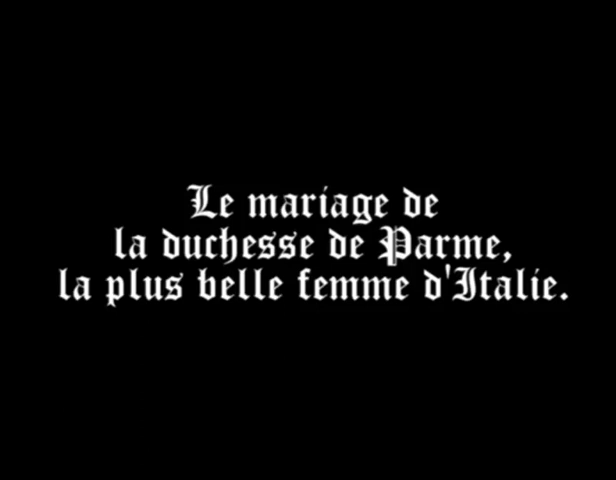 Le mariage de
la duchesse de Parme,
la plus belle femme d'Italie.